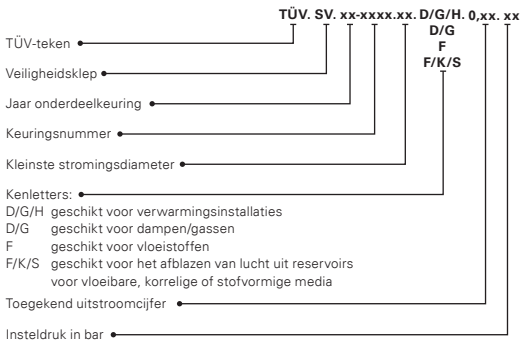 TÜV. SV. xx-xxxx.xx. D/G/H. 0,xx. xx
D/G
F
F/K/S
TÜV-teken
Veiligheidsklep
Jaar onderdeelkeuring
Keuringsnummer
Kleinste stromingsdiameter
Kenletters:
D/G/H geschikt voor verwarmingsinstallaties
D/G geschikt voor dampen/gassen
F geschikt voor vloeistoffen
F/K/S geschikt voor het afblazen van lucht uit reservoirs
voor vloeibare, korrelige of stofvormige media
Toegekend uitstroomcijfer
Insteldruk in bar